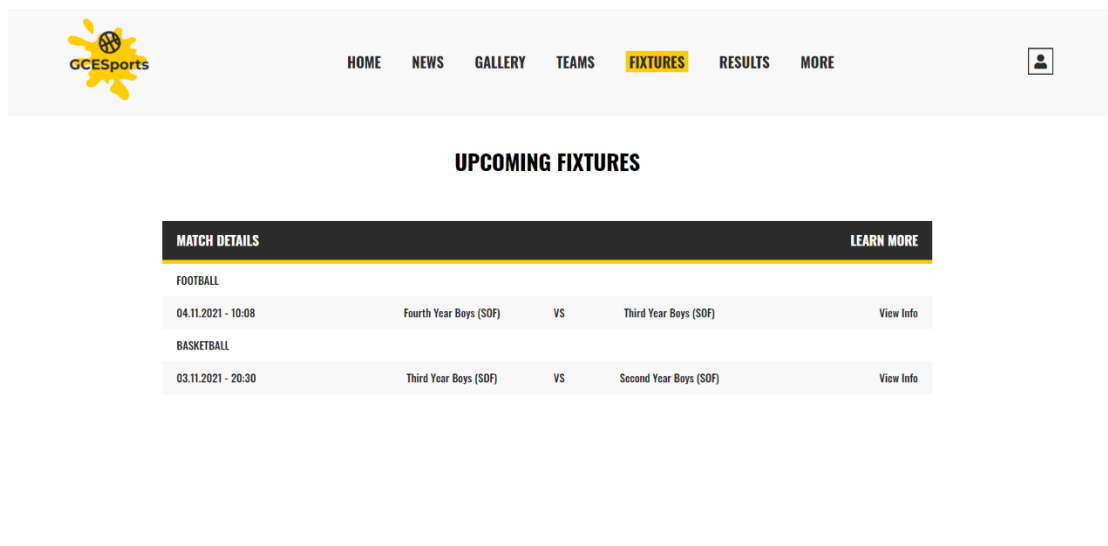 GCESports
HOME NEWS GALLERY TEAMS FIXTURES RESULTS MORE
UPCOMING FIXTURES
MATCH DETAILS LEARN MORE
FOOTBALL
04.11.2021 - 10:08 Fourth Year Boys (SOF) VS Third Year Boys (SOF) View Info
BASKETBALL
03.11.2021 - 20:30 Third Year Boys (SOF) VS Second Year Boys (SOF) View Info